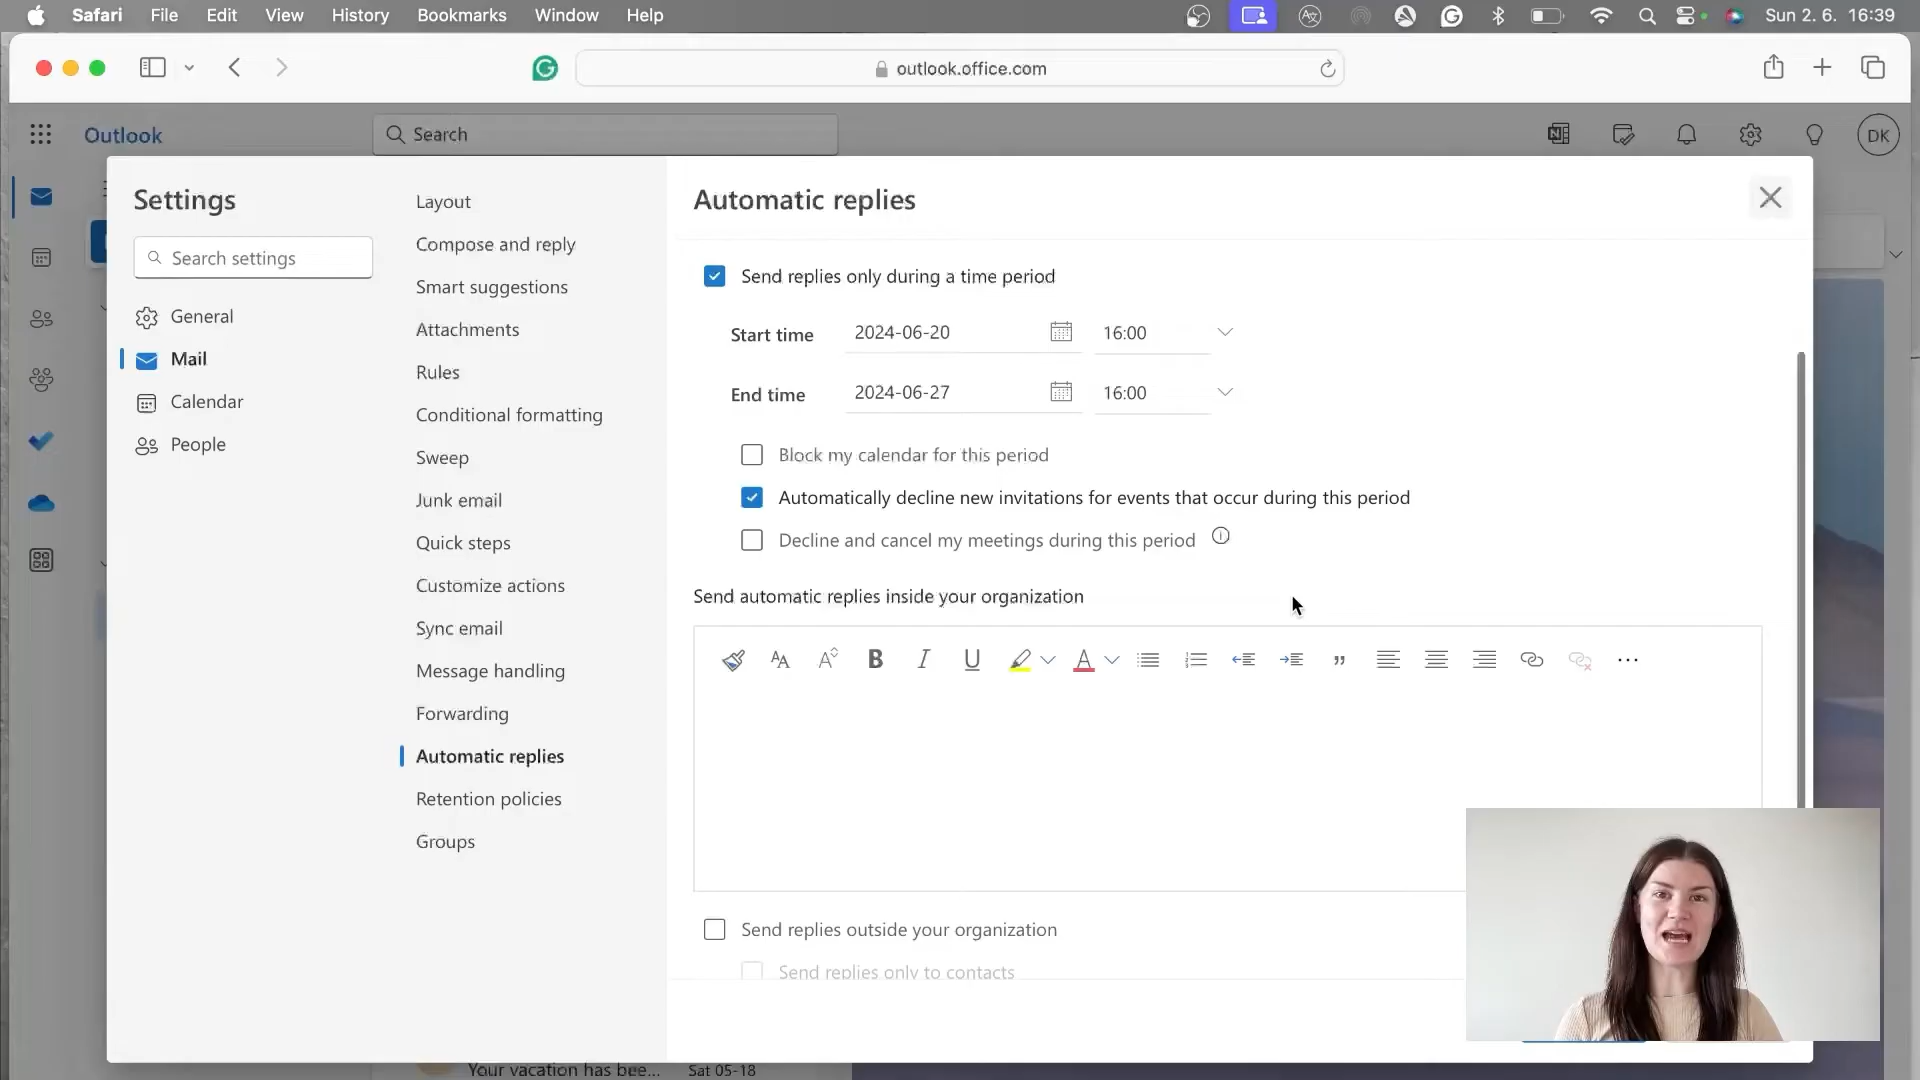 Safari File Edit View History Bookmarks Window Help Sun 2. 6. 16:39
outlook.office.com
Outlook
Search
DK
Settings
Search settings
General
Mail
Calendar
People
Layout
Compose and reply
Smart suggestions
Attachments
Rules
Conditional formatting
Sweep
Junk email
Quick steps
Customize actions
Sync email
Message handling
Forwarding
Automatic replies
Retention policies
Groups
Automatic replies
Send replies only during a time period
Start time 2024-06-20 16:00
End time 2024-06-27 16:00
Block my calendar for this period
Automatically decline new invitations for events that occur during this period
Decline and cancel my meetings during this period
Send automatic replies inside your organization
Send replies outside your organization
Send replies only to contacts
Your vacation has bee... Sat 05-18